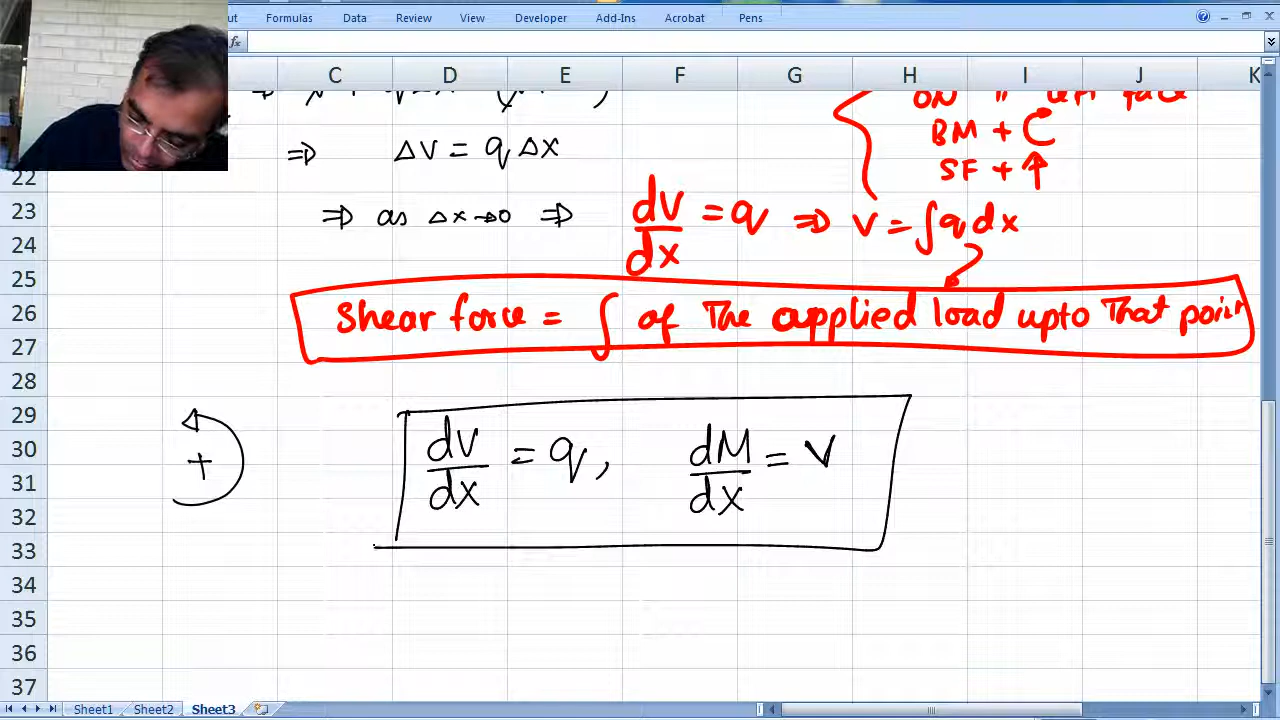 Formulas Data Review View Developer Add-Ins Acrobat Pens
fx
C D E F G H I J K
BM +
SF + ↑
⇒ ΔV = q Δx
⇒ as Δx→0 ⇒ dV/dx = q ⇒ V = ∫q dx
Shear force = ∫ of The applied load upto That point
+ dV/dx = q, dM/dx = V
22
23
24
25
26
27
28
29
30
31
32
33
34
35
36
37
Sheet1 Sheet2 Sheet3